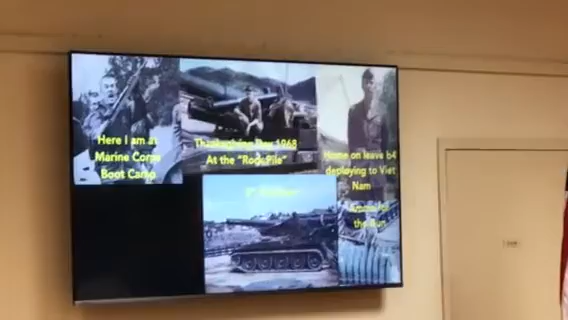 Here I am at
Marine Corps
Boot Camp
Thanksgiving Day 1968
At the "Rock Pile"
Home on leave b4
deploying to Viet
Nam
the Gun